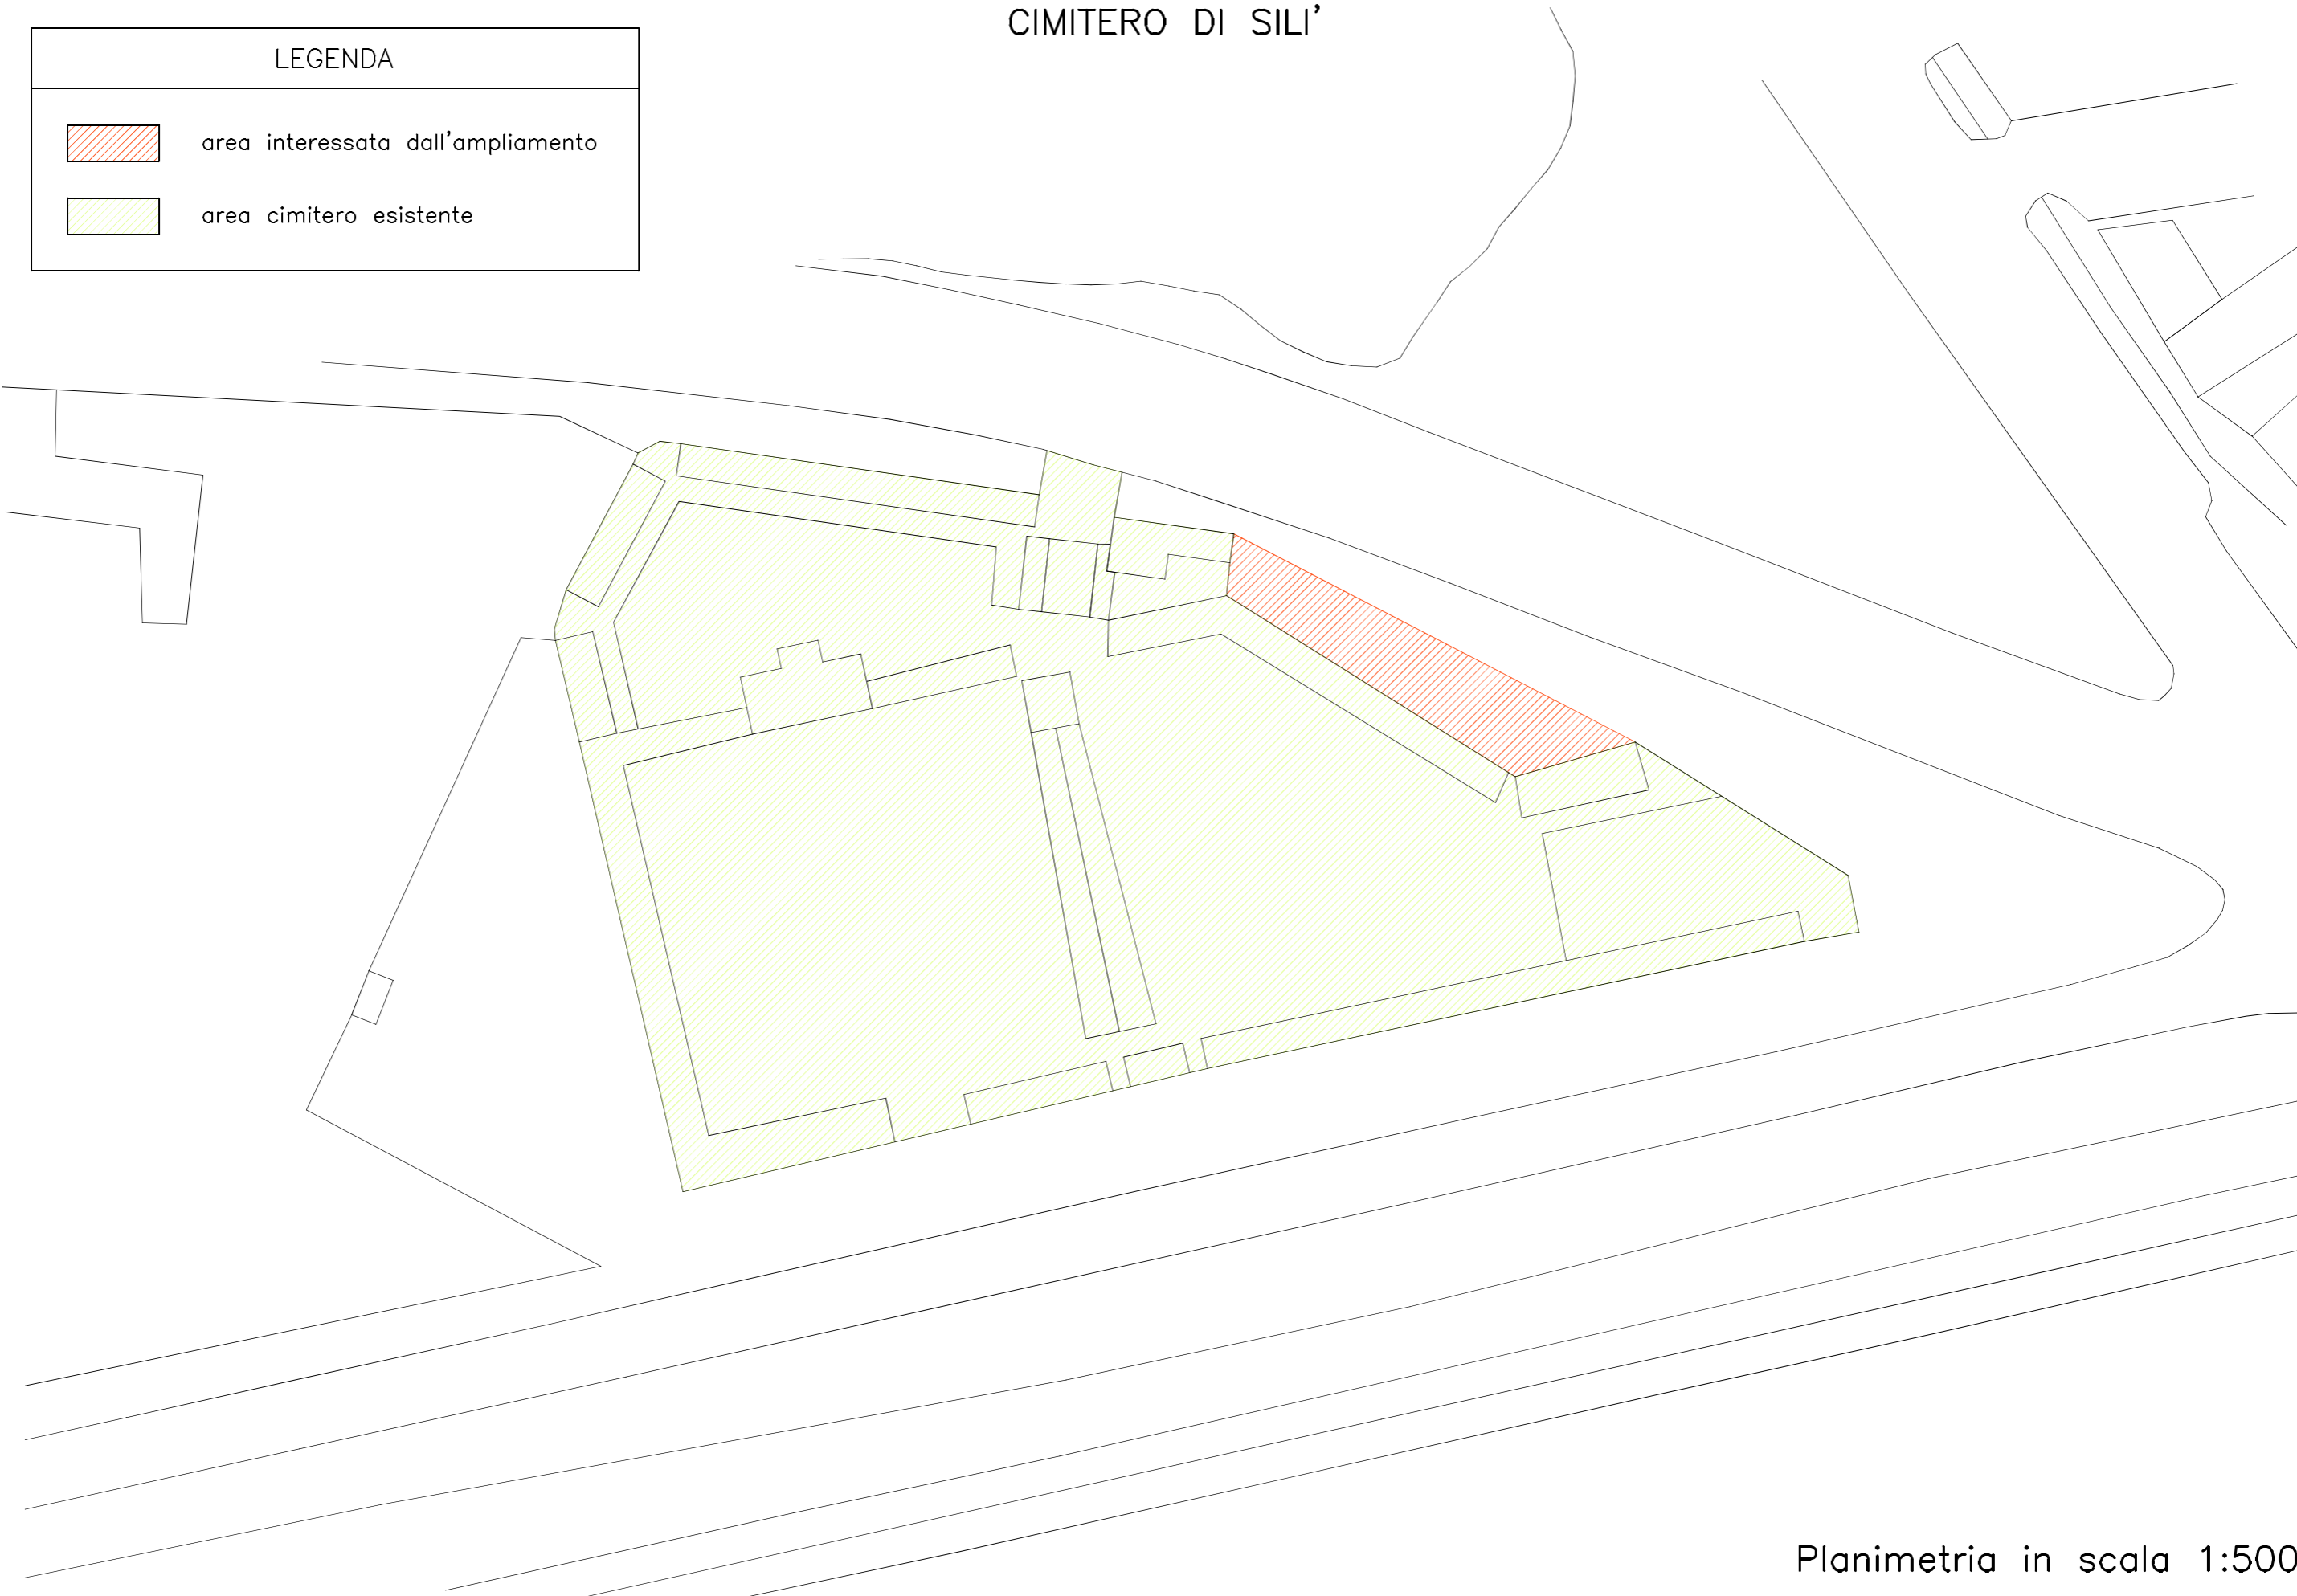 CIMITERO DI SILI'
LEGENDA
area interessata dall'ampliamento
area cimitero esistente
Planimetria in scala 1:500